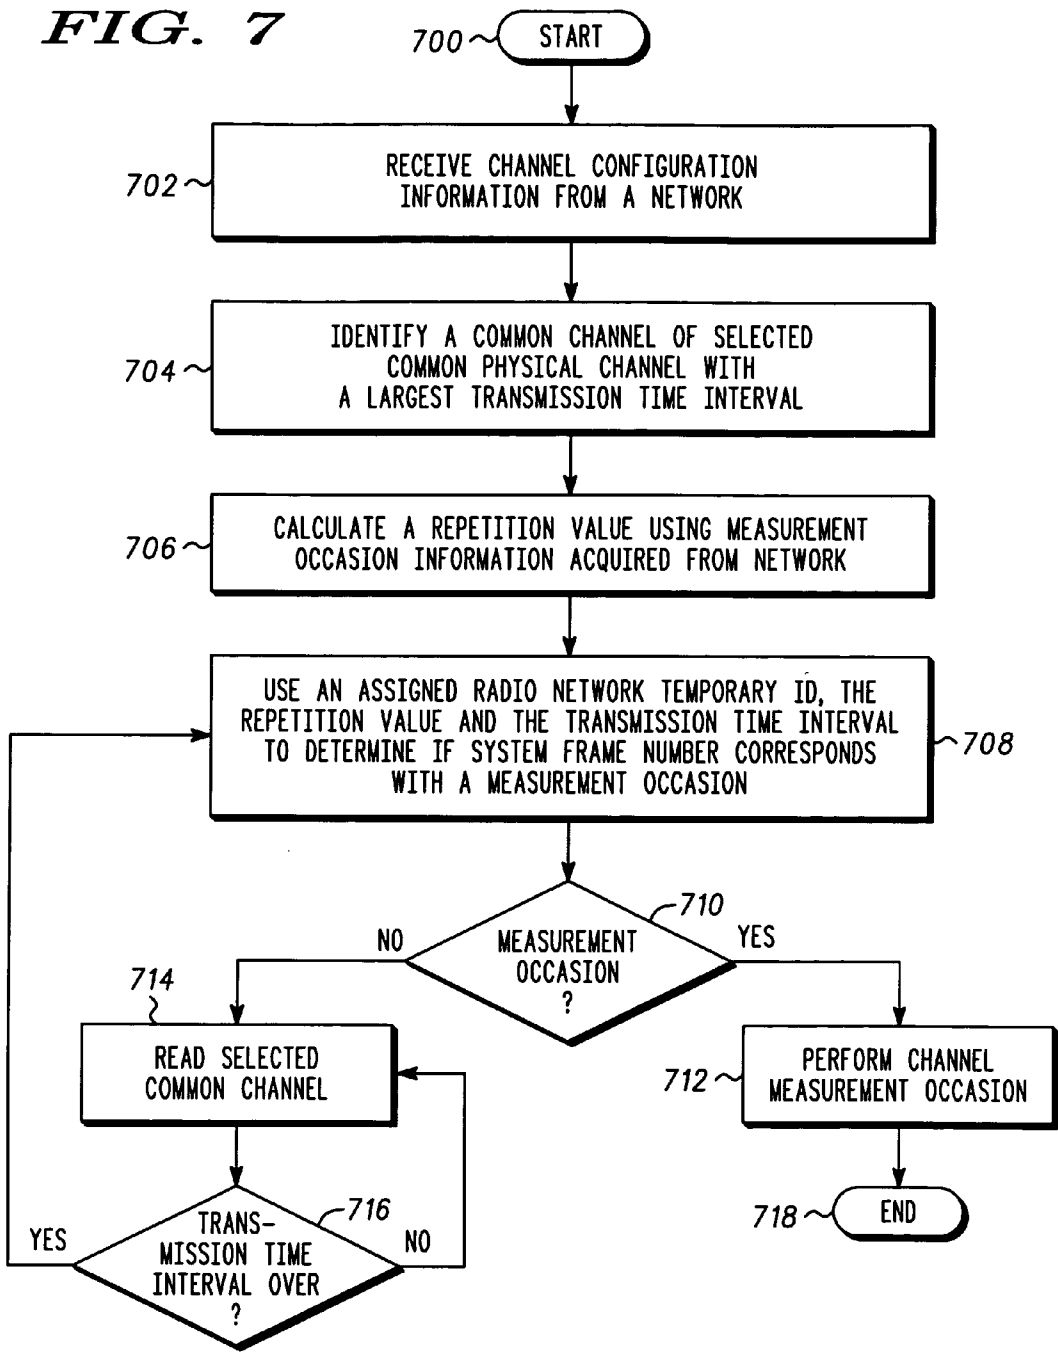 FIG. 7
700
START
702
RECEIVE CHANNEL CONFIGURATION
INFORMATION FROM A NETWORK
704
IDENTIFY A COMMON CHANNEL OF SELECTED
COMMON PHYSICAL CHANNEL WITH
A LARGEST TRANSMISSION TIME INTERVAL
706
CALCULATE A REPETITION VALUE USING MEASUREMENT
OCCASION INFORMATION ACQUIRED FROM NETWORK
USE AN ASSIGNED RADIO NETWORK TEMPORARY ID, THE
REPETITION VALUE AND THE TRANSMISSION TIME INTERVAL
TO DETERMINE IF SYSTEM FRAME NUMBER CORRESPONDS
WITH A MEASUREMENT OCCASION
708
710
NO
MEASUREMENT
OCCASION
?
YES
714
READ SELECTED
COMMON CHANNEL
712
PERFORM CHANNEL
MEASUREMENT OCCASION
716
YES
TRANS-
MISSION TIME
INTERVAL OVER
?
NO
718
END